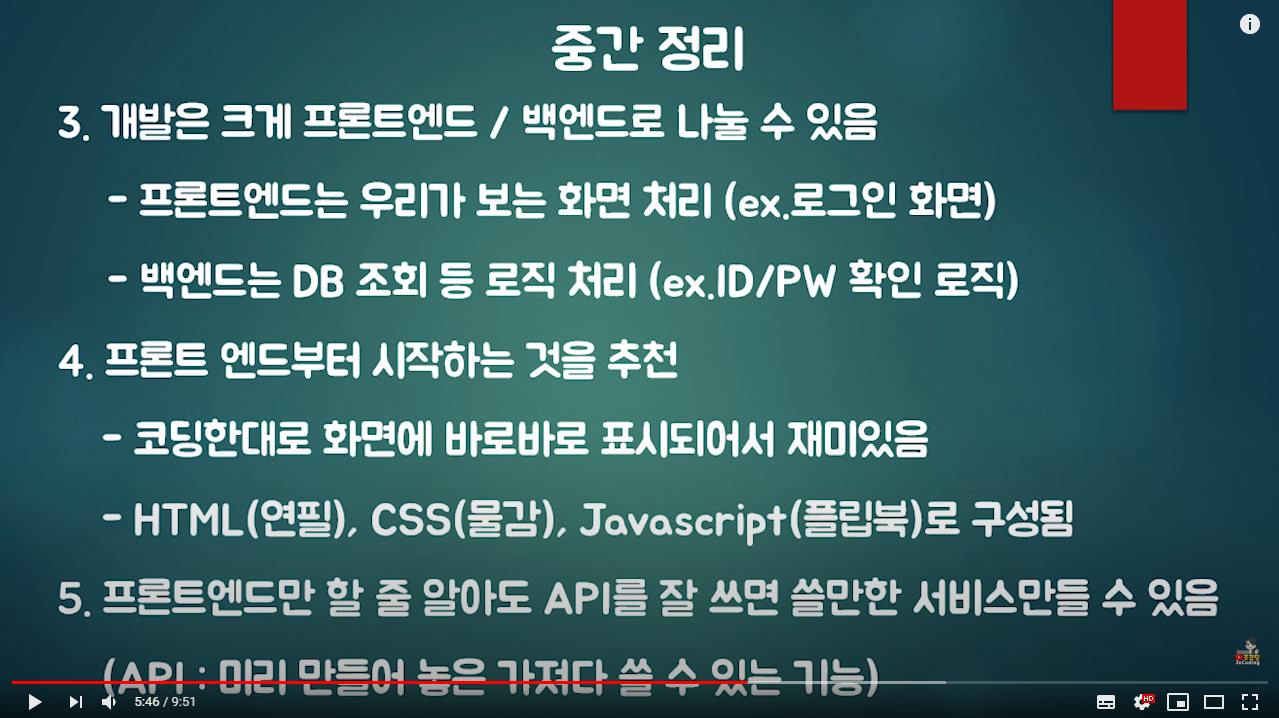 중간 정리
3. 개발은 크게 프론트엔드 / 백엔드로 나눌 수 있음
- 프론트엔드는 우리가 보는 화면 처리 (ex.로그인 화면)
- 백엔드는 DB 조회 등 로직 처리 (ex.ID/PW 확인 로직)
4. 프론트 엔드부터 시작하는 것을 추천
- 코딩한대로 화면에 바로바로 표시되어서 재미있음
- HTML(연필), CSS(물감), Javascript(플립북)로 구성됨
5. 프론트엔드만 할 줄 알아도 API를 잘 쓰면 쓸만한 서비스만들 수 있음
(API : 미리 만들어 놓은 가져다 쓸 수 있는 기능)
조코딩
JoCoding
5:46 / 9:51
HD